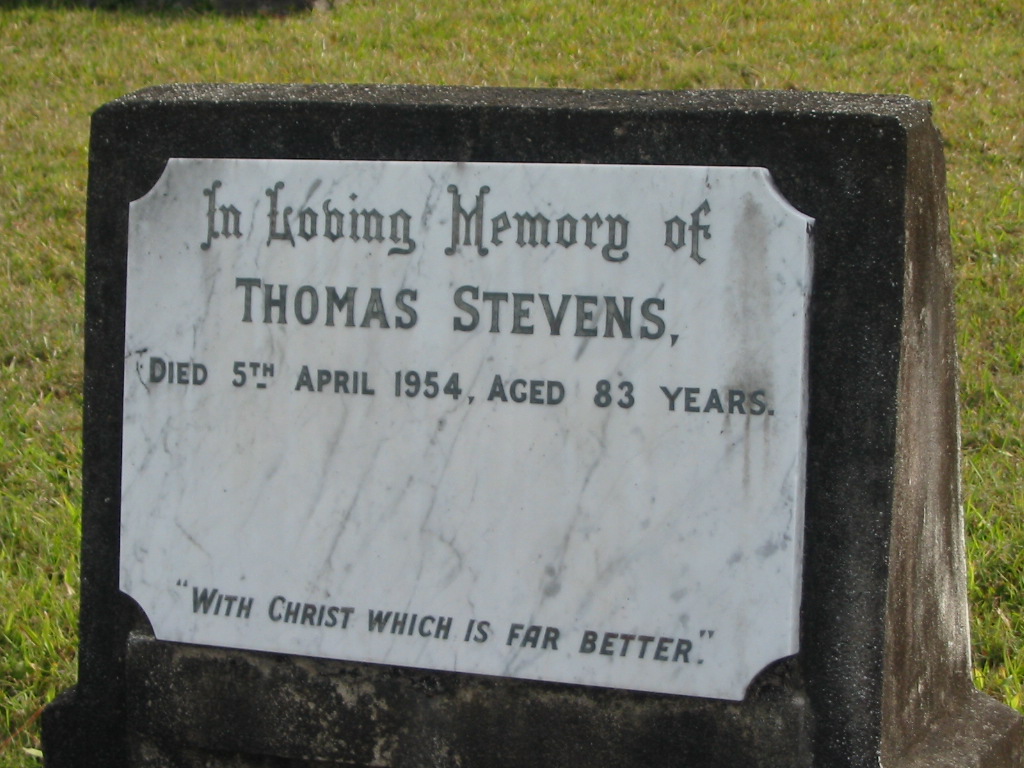 In Loving Memory of
THOMAS STEVENS,
DIED 5TH APRIL 1954, AGED 83 YEARS.
"WITH CHRIST WHICH IS FAR BETTER."